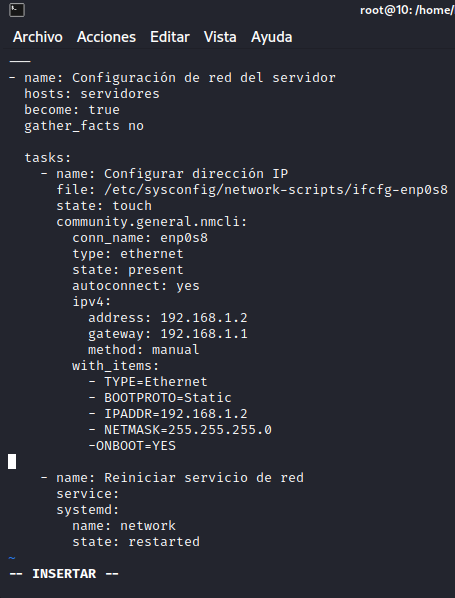 root@10: /home/
Archivo Acciones Editar Vista Ayuda
---
- name: Configuración de red del servidor
  hosts: servidores
  become: true
  gather_facts no

  tasks:
    - name: Configurar dirección IP
      file: /etc/sysconfig/network-scripts/ifcfg-enp0s8
      state: touch
      community.general.nmcli:
        conn_name: enp0s8
        type: ethernet
        state: present
        autoconnect: yes
        ipv4:
          address: 192.168.1.2
          gateway: 192.168.1.1
          method: manual
        with_items:
          - TYPE=Ethernet
          - BOOTPROTO=Static
          - IPADDR=192.168.1.2
          - NETMASK=255.255.255.0
          -ONBOOT=YES

    - name: Reiniciar servicio de red
      service:
      systemd:
        name: network
        state: restarted
~
-- INSERTAR --